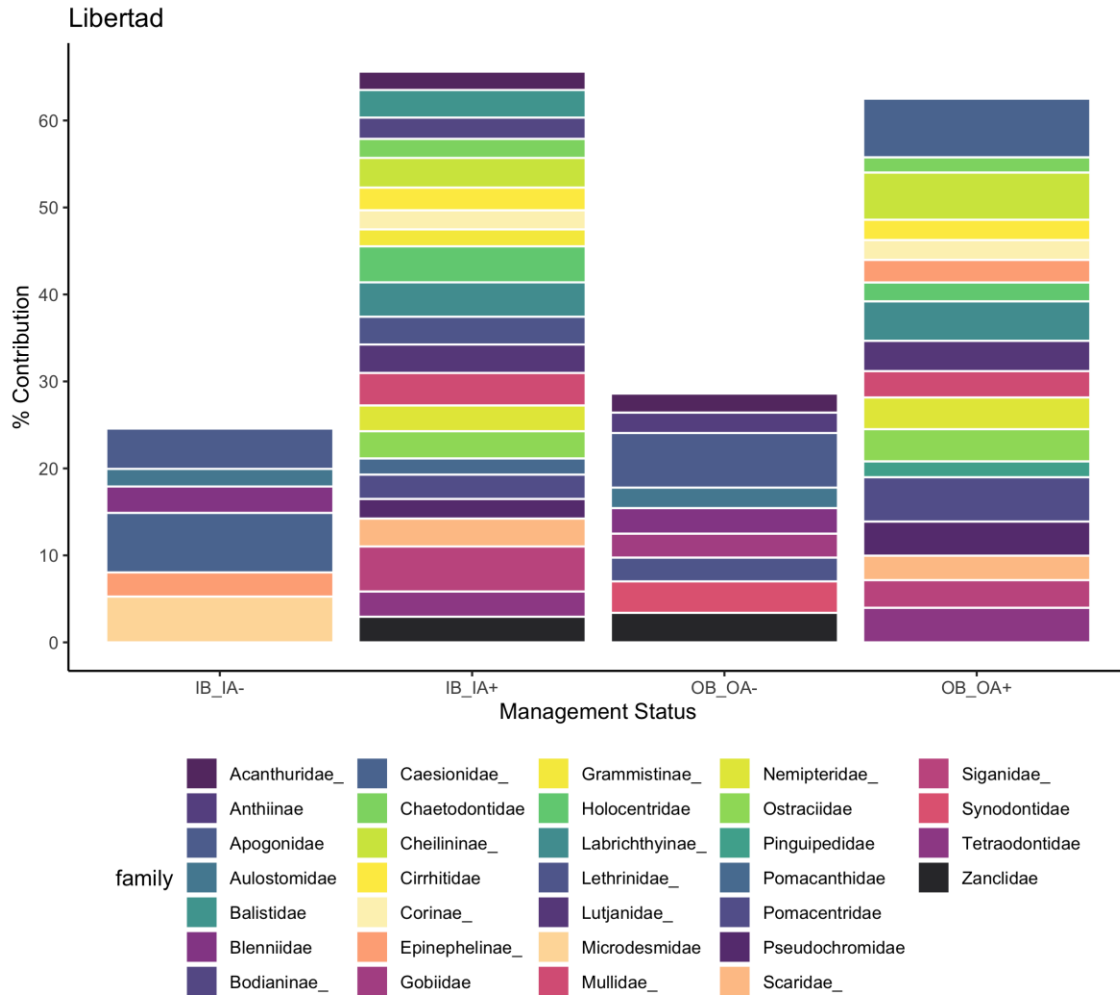 Libertad
% Contribution
60
50
40
30
20
10
0
IB_IA-
IB_IA+
OB_OA-
OB_OA+
Management Status
family
Acanthuridae_
Anthiinae
Apogonidae
Aulostomidae
Balistidae
Blenniidae
Bodianinae_
Caesionidae_
Chaetodontidae
Cheilininae_
Cirrhitidae
Corinae_
Epinephelinae_
Gobiidae
Grammistinae_
Holocentridae
Labrichthyinae_
Lethrinidae_
Lutjanidae_
Microdesmidae
Mullidae_
Nemipteridae_
Ostraciidae
Pinguipedidae
Pomacanthidae
Pomacentridae
Pseudochromidae
Scaridae_
Siganidae_
Synodontidae
Tetraodontidae
Zanclidae